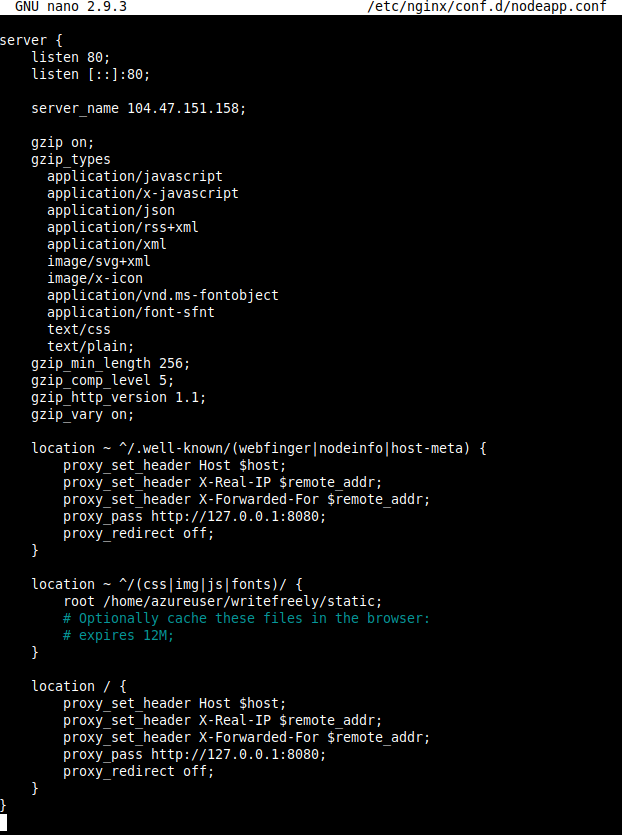 GNU nano 2.9.3 /etc/nginx/conf.d/nodeapp.conf
server {
listen 80;
listen [::]:80;
server_name 104.47.151.158;
gzip on;
gzip_types
application/javascript
application/x-javascript
application/json
application/rss+xml
application/xml
image/svg+xml
image/x-icon
application/vnd.ms-fontobject
application/font-sfnt
text/css
text/plain;
gzip_min_length 256;
gzip_comp_level 5;
gzip_http_version 1.1;
gzip_vary on;
location ~ ^/.well-known/(webfinger|nodeinfo|host-meta) {
proxy_set_header Host $host;
proxy_set_header X-Real-IP $remote_addr;
proxy_set_header X-Forwarded-For $remote_addr;
proxy_pass http://127.0.0.1:8080;
proxy_redirect off;
}
location ~ ^/(css|img|js|fonts)/ {
root /home/azureuser/writefreely/static;
# Optionally cache these files in the browser:
# expires 12M;
}
location / {
proxy_set_header Host $host;
proxy_set_header X-Real-IP $remote_addr;
proxy_set_header X-Forwarded-For $remote_addr;
proxy_pass http://127.0.0.1:8080;
proxy_redirect off;
}
}